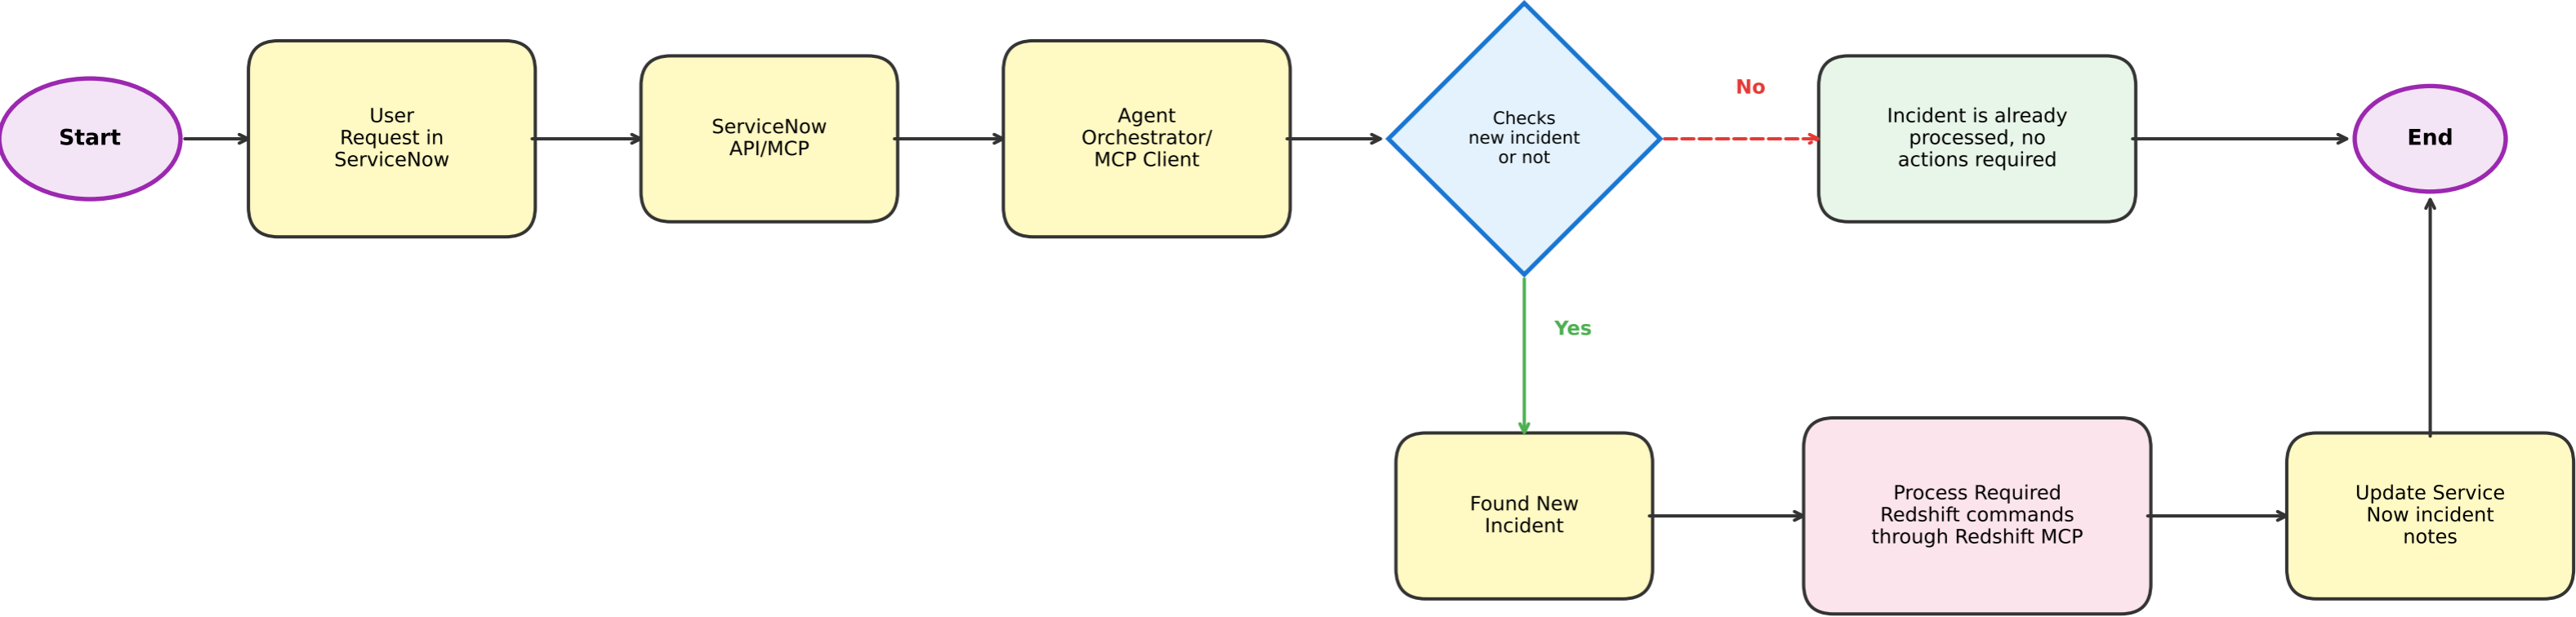 Start
User
Request in
ServiceNow
ServiceNow
API/MCP
Agent
Orchestrator/
MCP Client
Checks
new incident
or not
No
Incident is already
processed, no
actions required
End
Yes
Found New
Incident
Process Required
Redshift commands
through Redshift MCP
Update Service
Now incident
notes